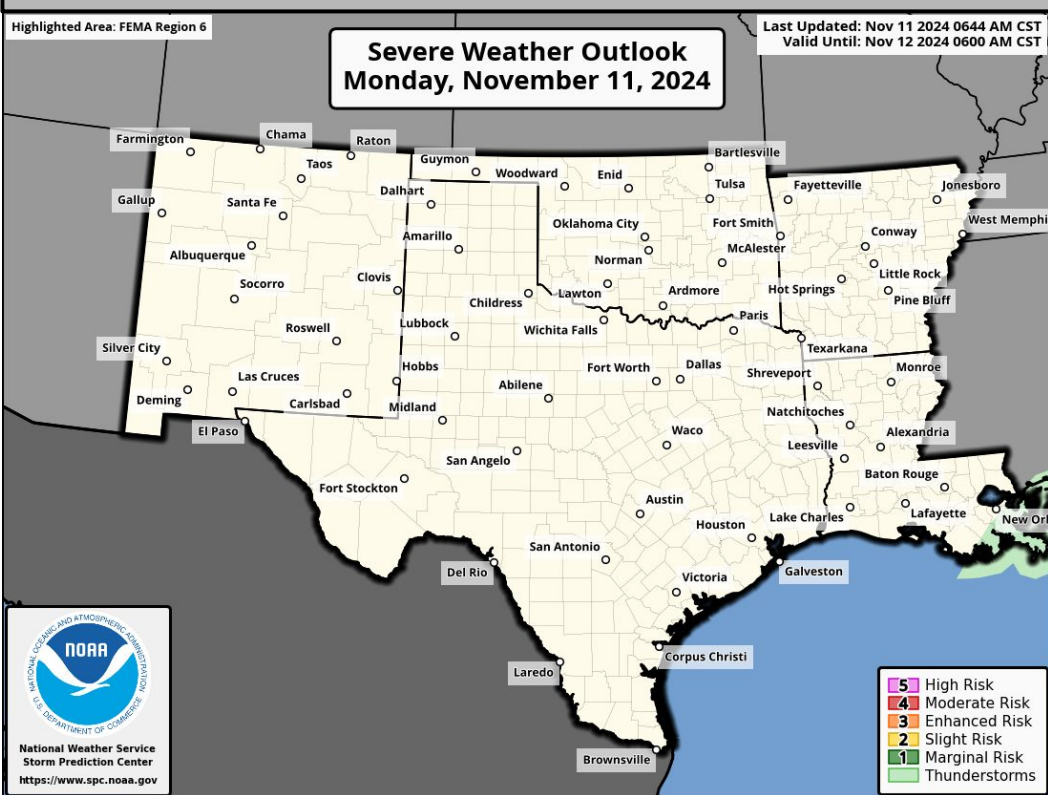 Highlighted Area: FEMA Region 6
Last Updated: Nov 11 2024 0644 AM CST
Valid Until: Nov 12 2024 0600 AM CST
Severe Weather Outlook
Monday, November 11, 2024
Farmington
Chama
Raton
Taos
Guymon
Woodward
Enid
Bartlesville
Tulsa
Fayetteville
Jonesboro
Gallup
Santa Fe
Dalhart
Oklahoma City
Fort Smith
West Memphi
Albuquerque
Amarillo
Norman
McAlester
Conway
Socorro
Clovis
Childress
Lawton
Ardmore
Hot Springs
Little Rock
Pine Bluff
Roswell
Lubbock
Wichita Falls
Paris
Texarkana
Silver City
Las Cruces
Hobbs
Abilene
Fort Worth
Dallas
Shreveport
Monroe
Deming
Carlsbad
Midland
Natchitoches
El Paso
San Angelo
Waco
Leesville
Alexandria
Fort Stockton
Austin
Baton Rouge
Houston
Lake Charles
Lafayette
New Orl
Del Rio
San Antonio
Victoria
Galveston
Laredo
Corpus Christi
Brownsville
NATIONAL OCEANIC AND ATMOSPHERIC ADMINISTRATION
NOAA
U.S. DEPARTMENT OF COMMERCE
National Weather Service
Storm Prediction Center
https://www.spc.noaa.gov
5 High Risk
4 Moderate Risk
3 Enhanced Risk
2 Slight Risk
1 Marginal Risk
Thunderstorms